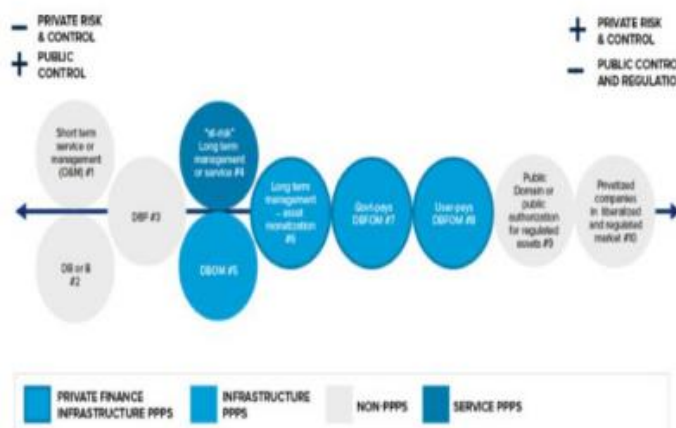 PRIVATE RISK
& CONTROL
PUBLIC
CONTROL
PRIVATE RISK
& CONTROL
PUBLIC CONTRO
AND REGULATIO
Short term
service or
management
(O&M) #1
DB or B
#2
DBF #3
"at-risk"
Long term
management
or service #4
DBOM #5
Long term
management
– asset
monetization
#6
Govt-pays
DBFOM #7
User-pays
DBFOM #8
Public
Domain or
public
authorization
for regulated
assets #9
Privatized
companies
in liberalized
and regulated
market #10
PRIVATE FINANCE
INFRASTRUCTURE PPPS
INFRASTRUCTURE
PPPS
NON-PPPS
SERVICE PPPS